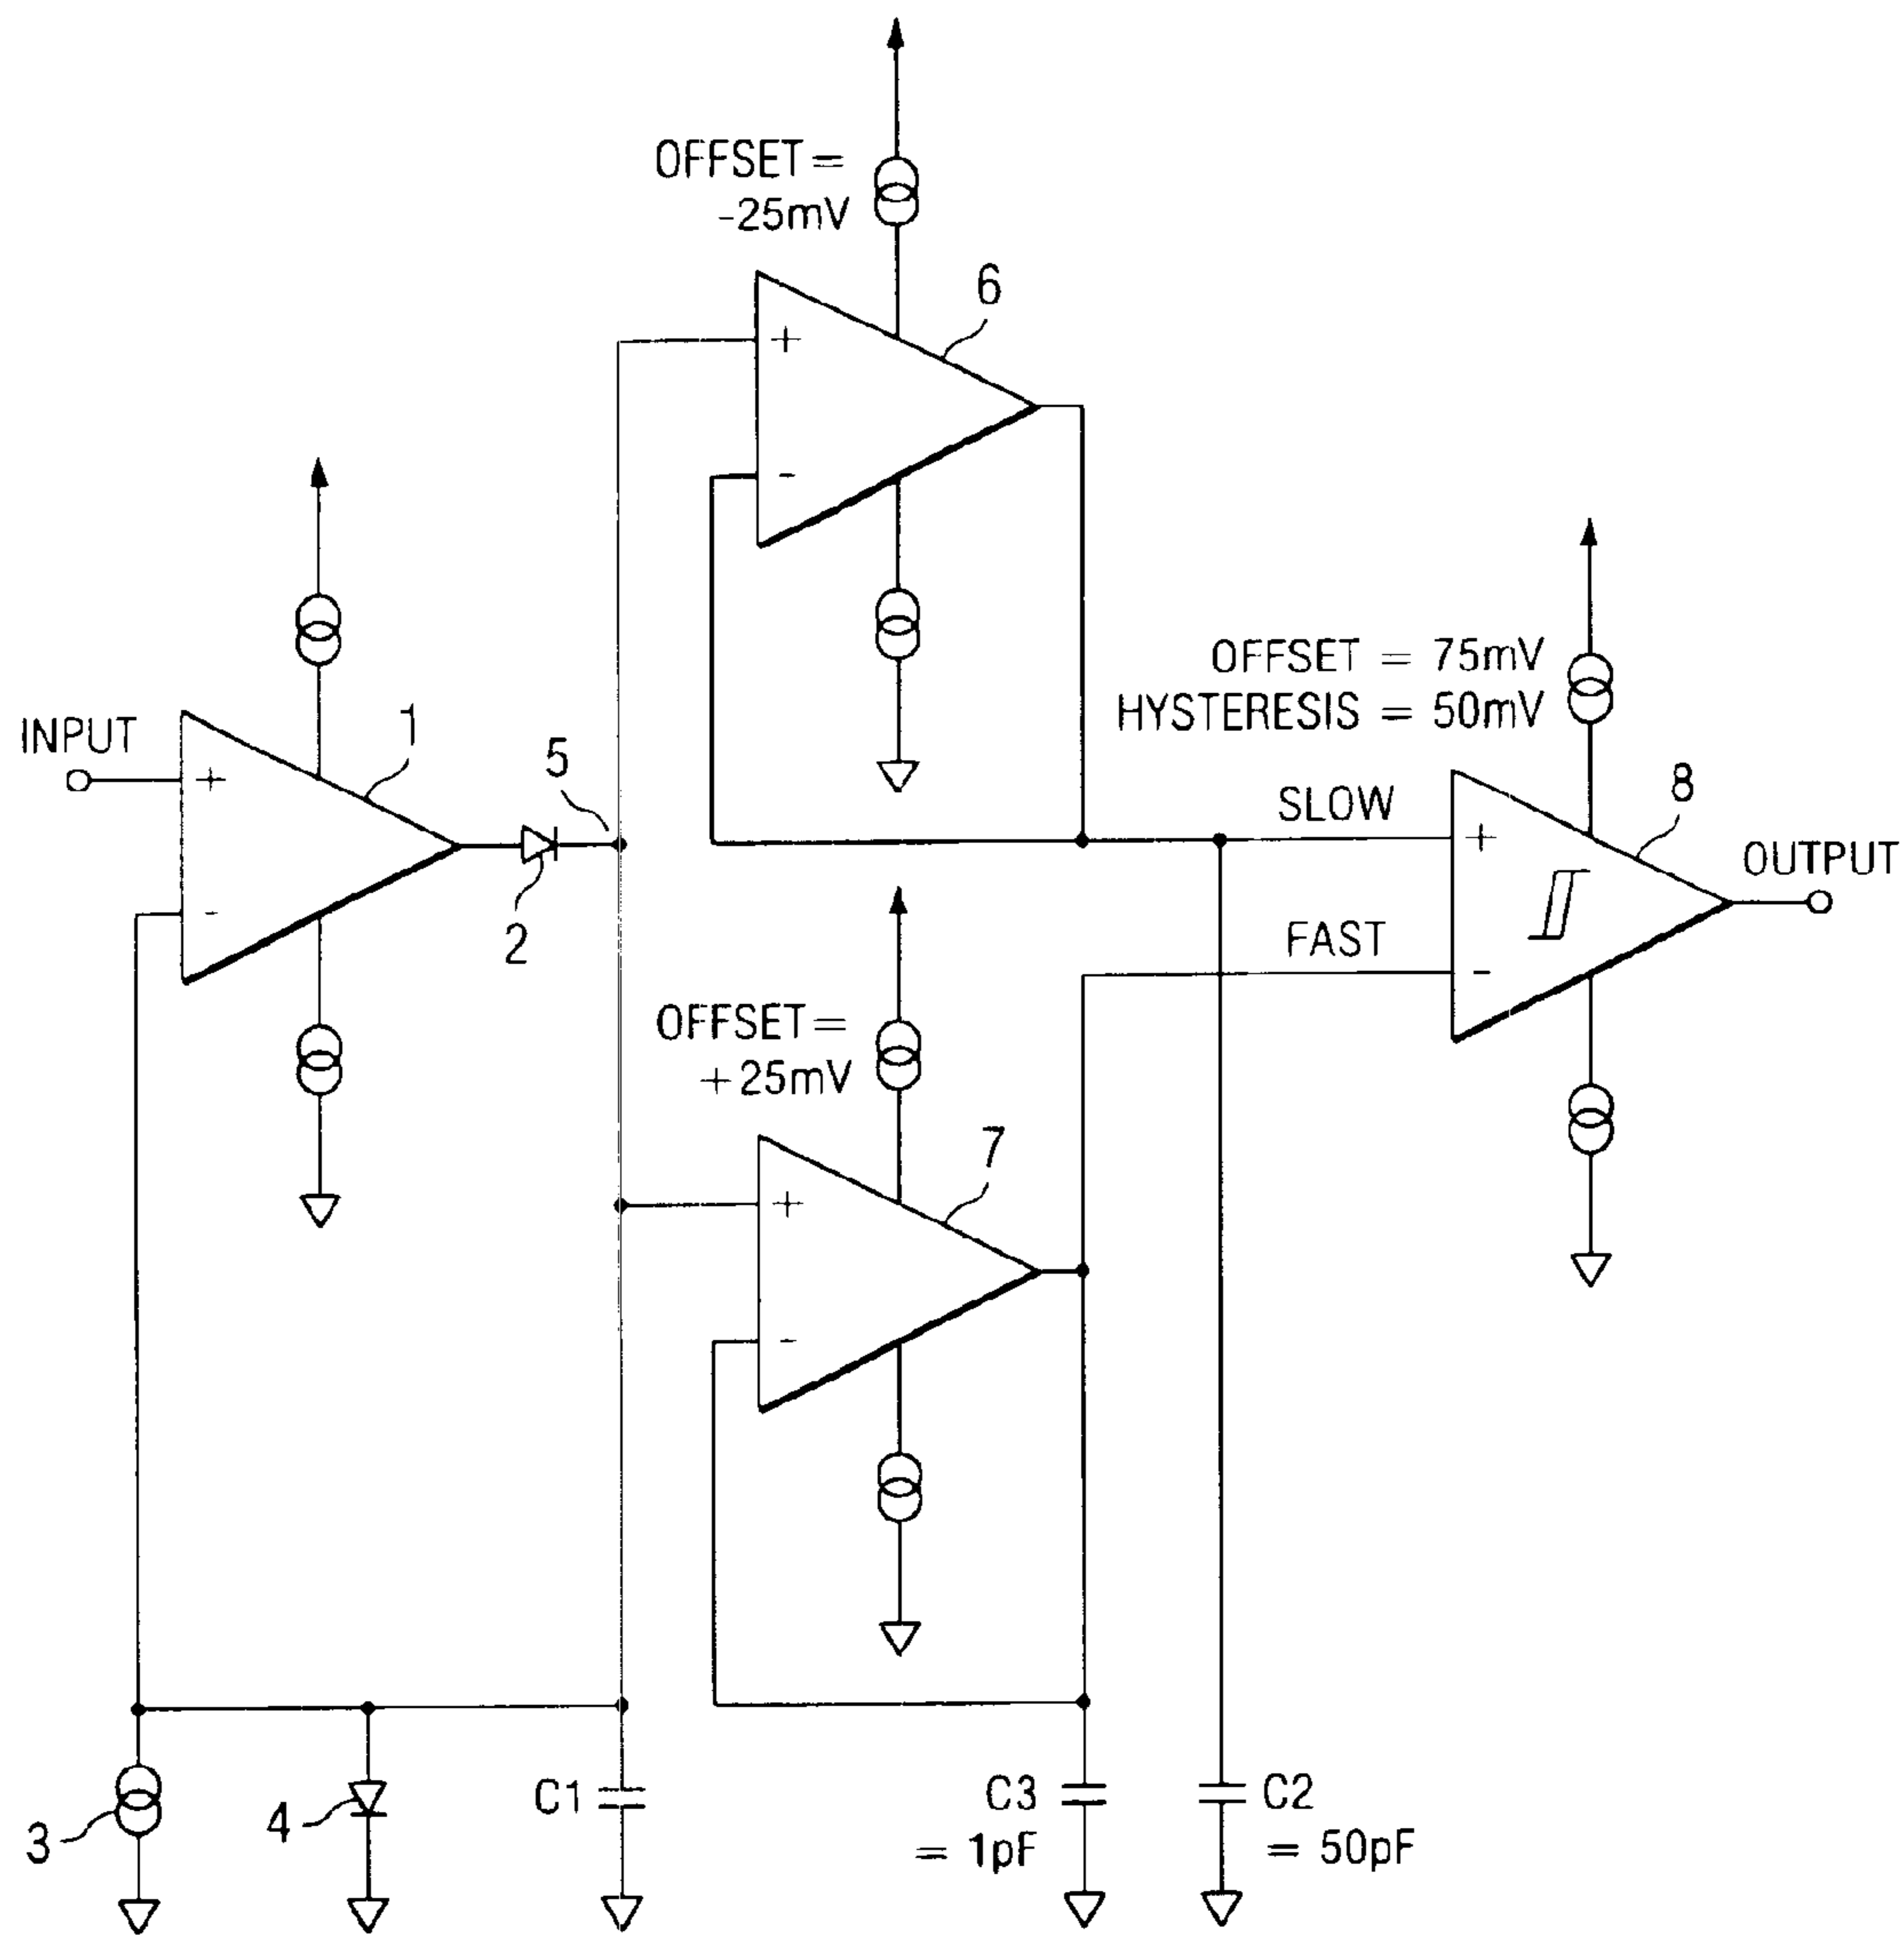 OFFSET =
-25mV
6
+
-
INPUT
1
+
-
5
2
OFFSET = 75mV
HYSTERESIS = 50mV
SLOW
8
+
OUTPUT
FAST
-
OFFSET =
+25mV
7
+
-
3
4
C1
C3
= 1pF
C2
= 50pF